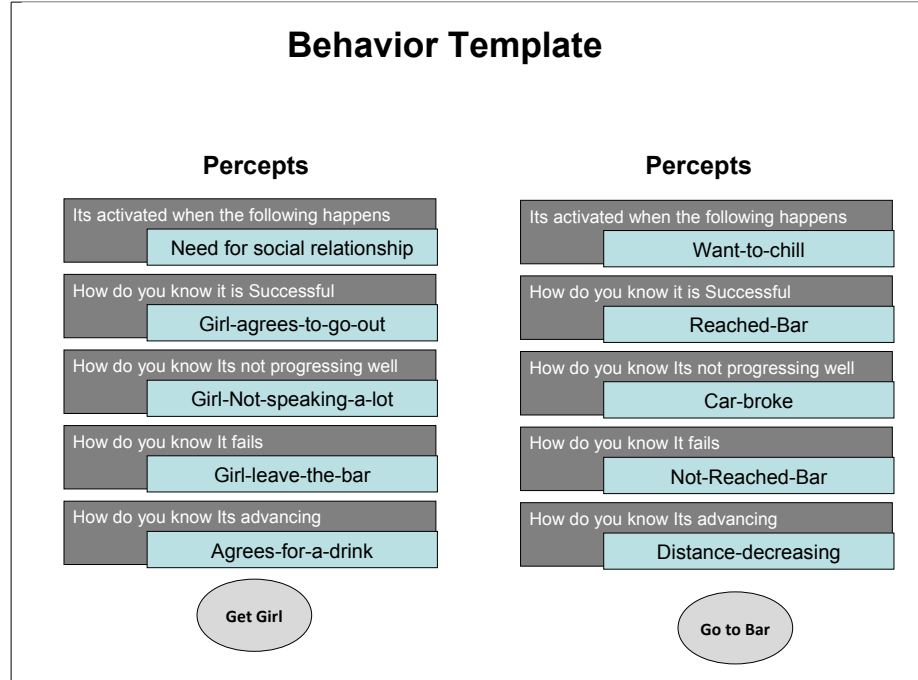 Behavior Template
Percepts
Its activated when the following happens
Need for social relationship
How do you know it is Successful
Girl-agrees-to-go-out
How do you know Its not progressing well
Girl-Not-speaking-a-lot
How do you know It fails
Girl-leave-the-bar
How do you know Its advancing
Agrees-for-a-drink
Get Girl
Percepts
Its activated when the following happens
Want-to-chill
How do you know it is Successful
Reached-Bar
How do you know Its not progressing well
Car-broke
How do you know It fails
Not-Reached-Bar
How do you know Its advancing
Distance-decreasing
Go to Bar